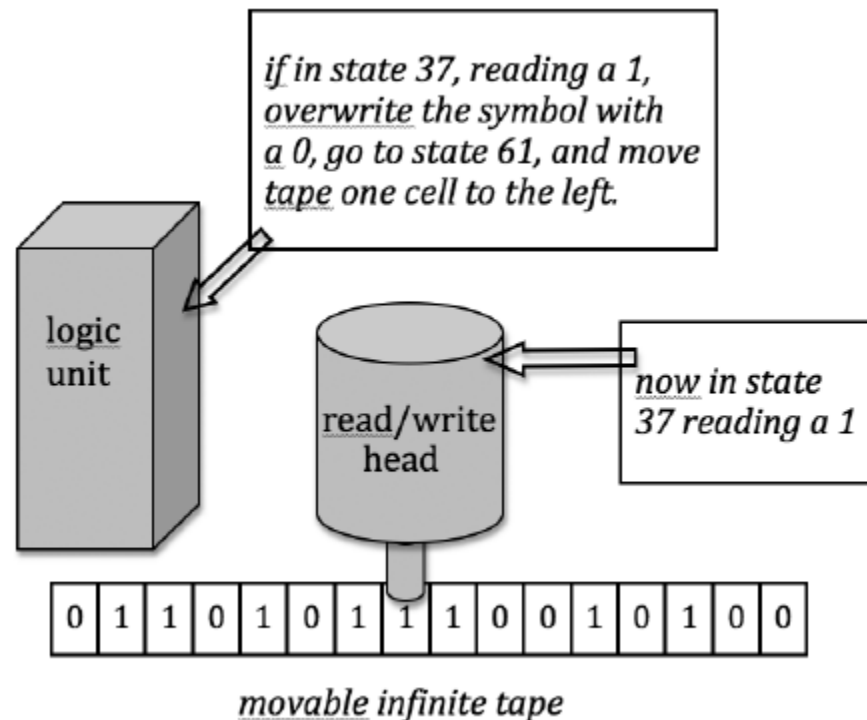 if in state 37, reading a 1,
overwrite the symbol with
a 0, go to state 61, and move
tape one cell to the left.
logic
unit
read/write
head
now in state
37 reading a 1
0 1 1 0 1 0 1 1 1 0 0 1 0 1 0 0
movable infinite tape